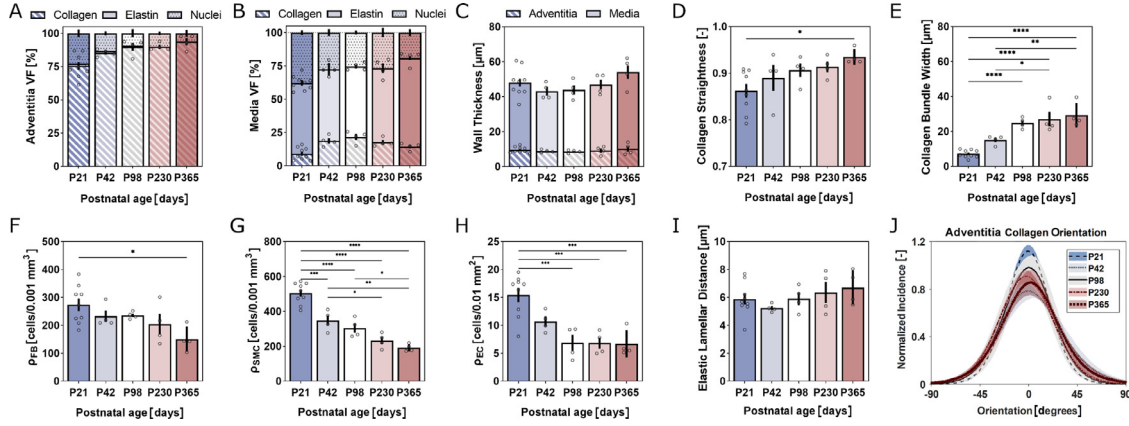 A
Collagen Elastin Nuclei
Adventitia VF [%]
100
75
50
25
0
P21 P42 P98 P230 P365
Postnatal age [days]
B
Collagen Elastin Nuclei
Media VF [%]
100
75
50
25
0
P21 P42 P98 P230 P365
Postnatal age [days]
C
Adventitia Media
Wall Thickness [µm]
80
60
40
20
0
P21 P42 P98 P230 P365
Postnatal age [days]
D
Collagen Straightness [-]
1.0
0.9
0.8
0.7
*
P21 P42 P98 P230 P365
Postnatal age [days]
E
Collagen Bundle Width [µm]
80
60
40
20
0
****
**
****
*
****
P21 P42 P98 P230 P365
Postnatal age [days]
F
ρFB [cells/0.001 mm³]
500
400
300
200
100
0
*
P21 P42 P98 P230 P365
Postnatal age [days]
G
ρSMC [cells/0.001 mm³]
800
600
400
200
0
****
****
****
*
***
**
*
P21 P42 P98 P230 P365
Postnatal age [days]
H
ρEC [cells/0.01 mm²]
25
20
15
10
5
0
***
***
***
P21 P42 P98 P230 P365
Postnatal age [days]
I
Elastic Lamellar Distance [µm]
15
10
5
0
P21 P42 P98 P230 P365
Postnatal age [days]
J
Adventitia Collagen Orientation
Normalized Incidence [-]
1.2
0.8
0.4
0
P21
P42
P98
P230
P365
-90 -45 0 45 90
Orientation [degrees]